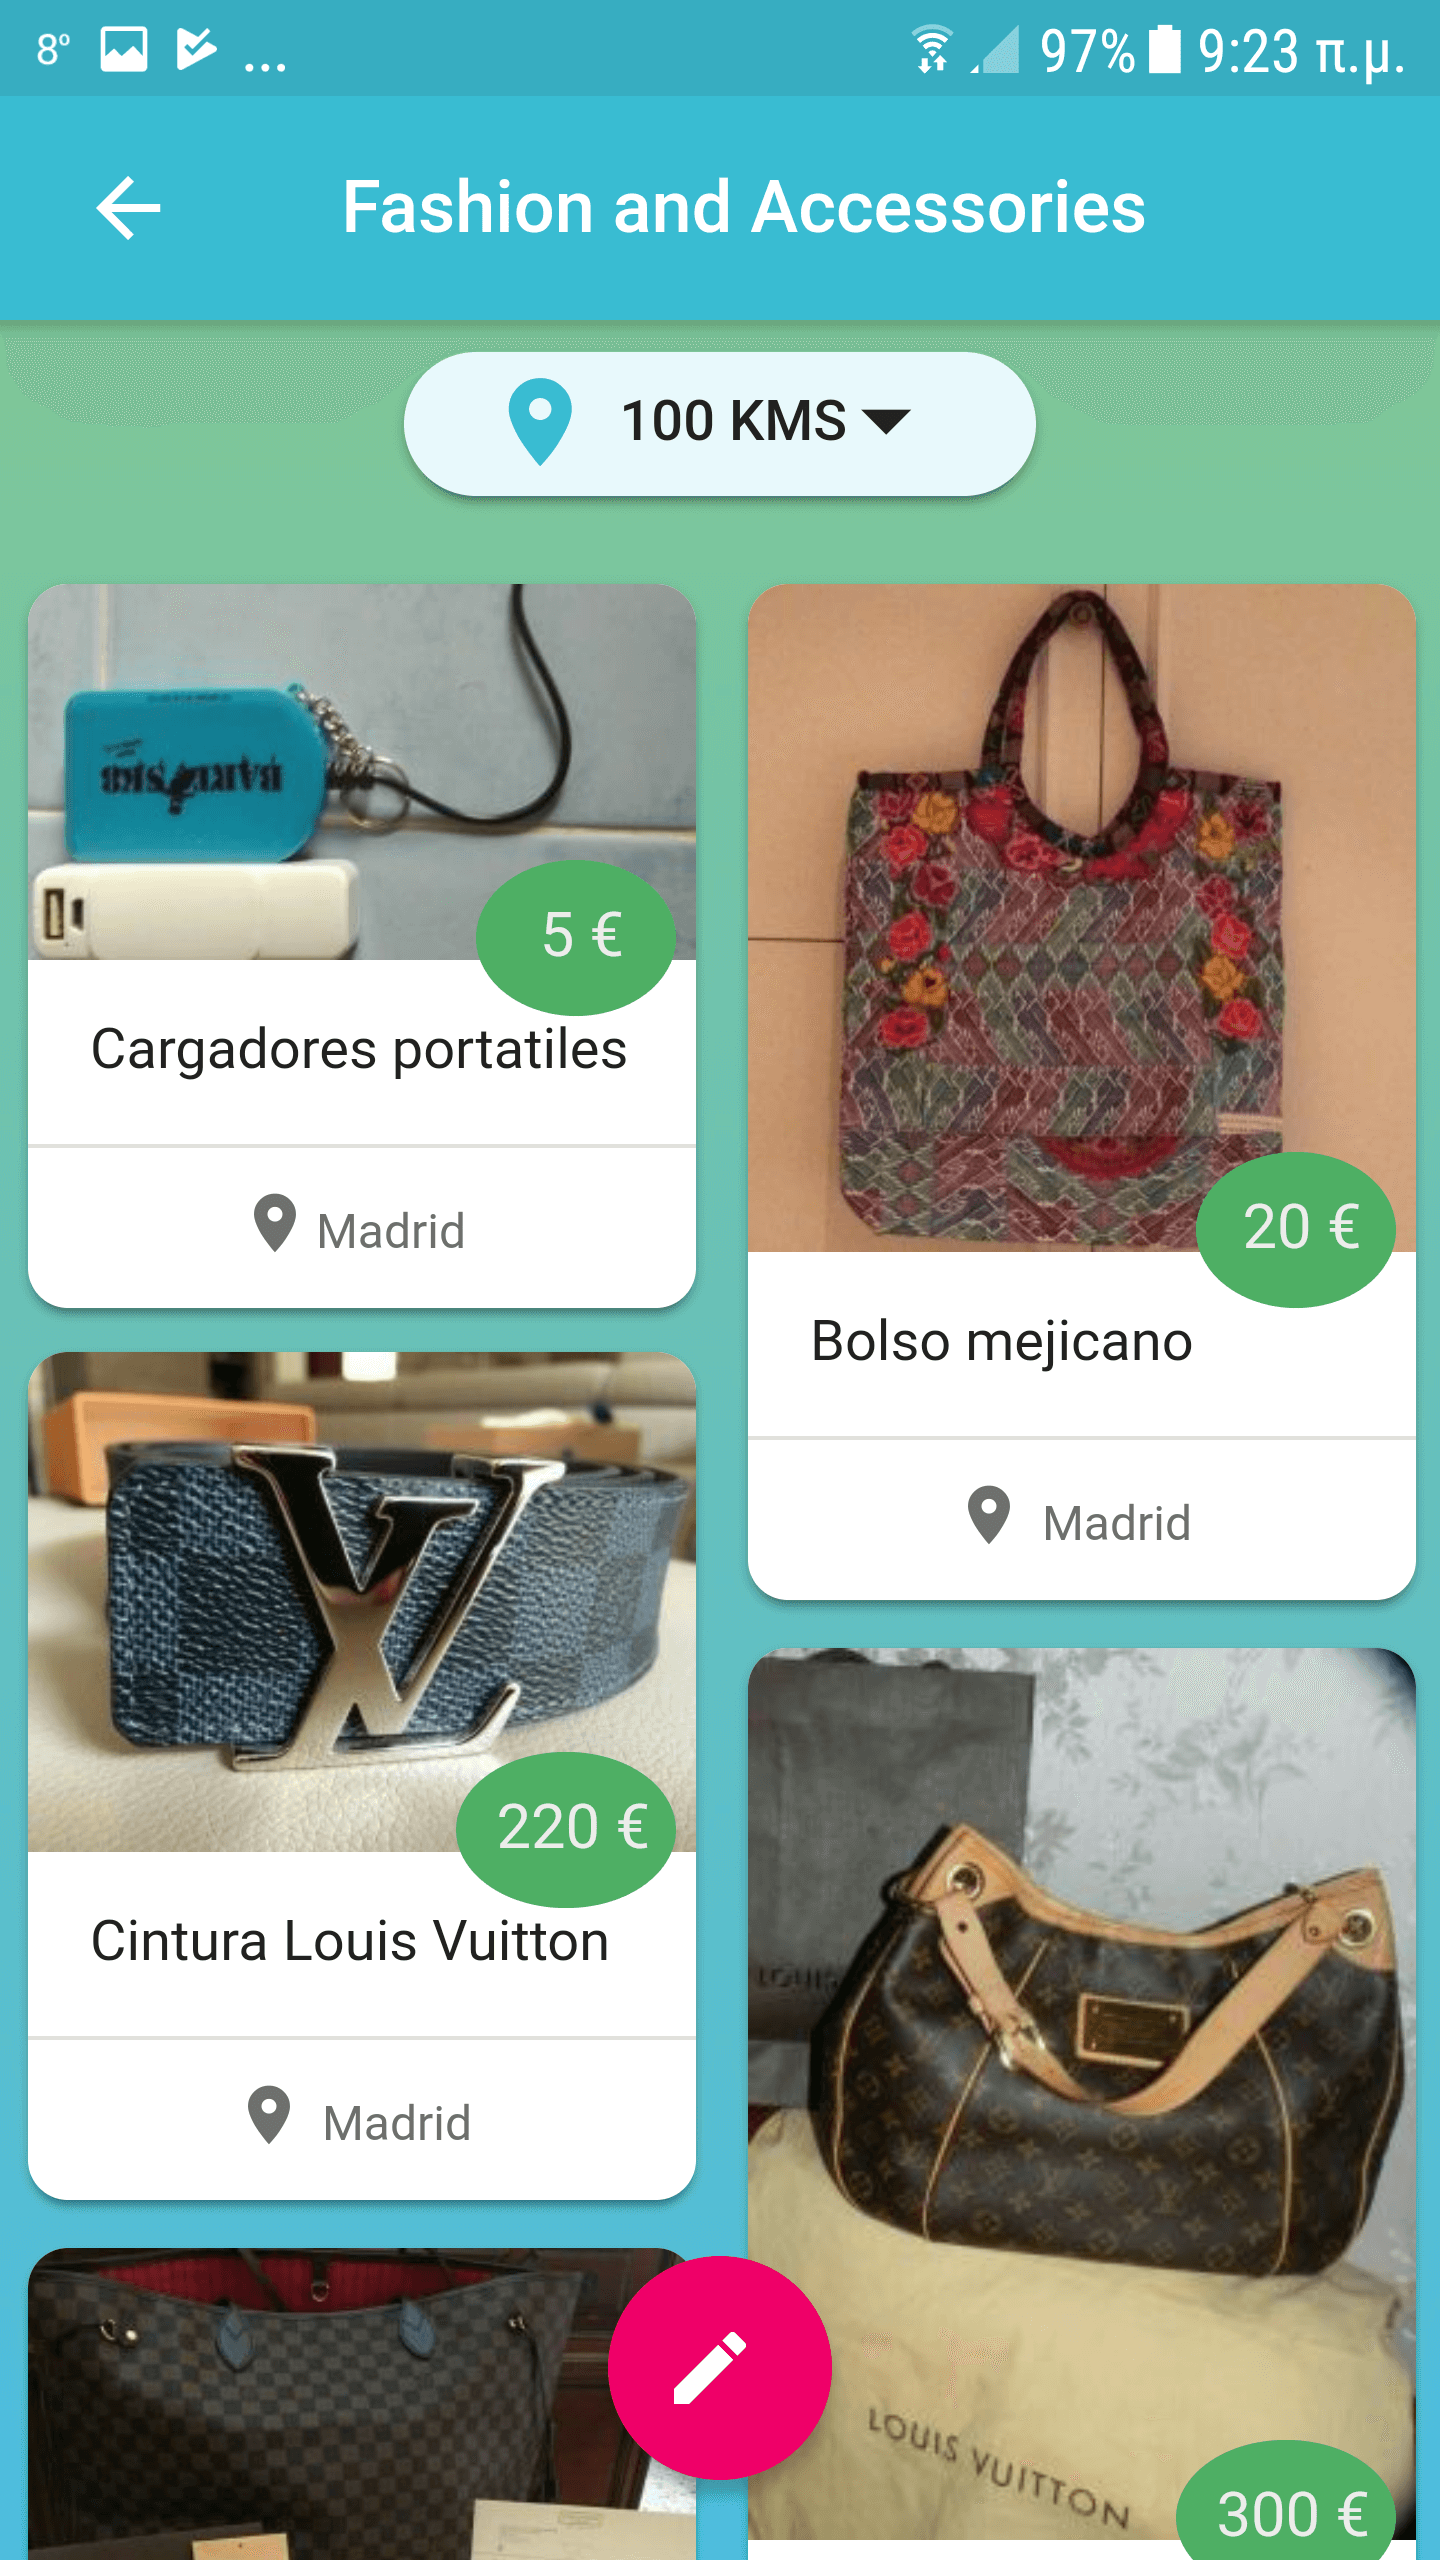 8°
...
97%
9:23 π.μ.
Fashion and Accessories
100 KMS
5 €
Cargadores portatiles
Madrid
20 €
Bolso mejicano
Madrid
220 €
Cintura Louis Vuitton
Madrid
LOUIS
LOUIS VUITTON
300 €